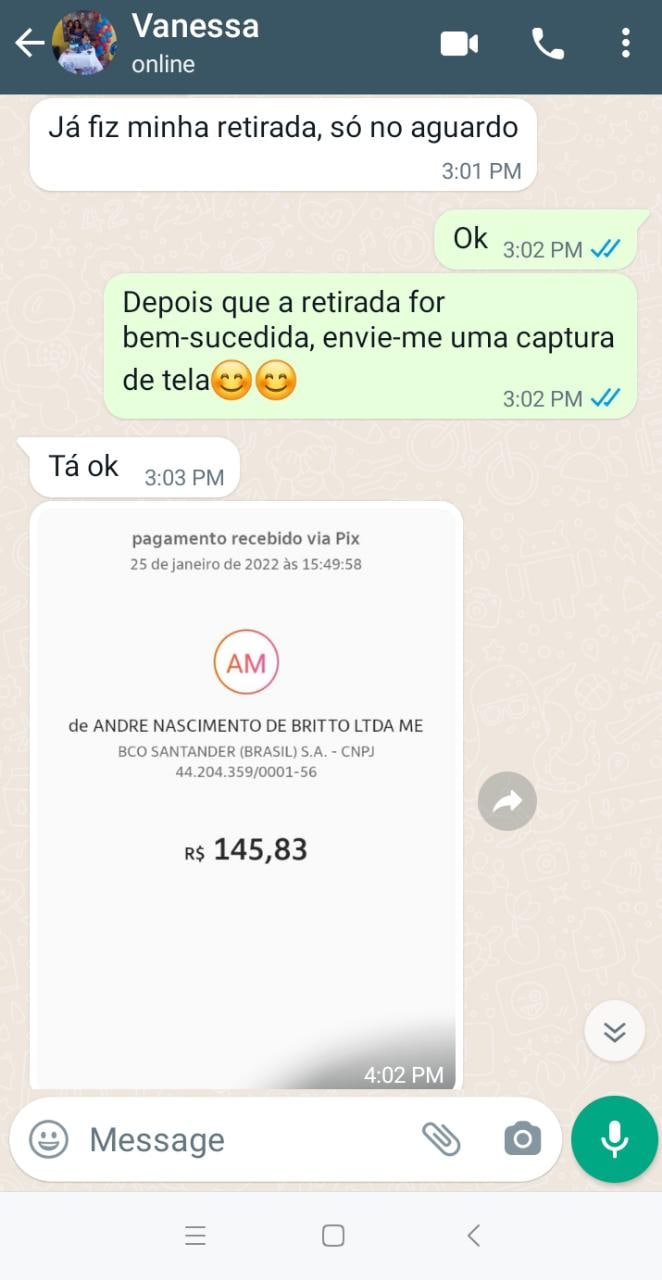 Vanessa
online
Já fiz minha retirada, só no aguardo
3:01 PM
Ok 3:02 PM
Depois que a retirada for
bem-sucedida, envie-me uma captura
de tela😊😊
3:02 PM
Tá ok 3:03 PM
pagamento recebido via Pix
25 de janeiro de 2022 às 15:49:58
AM
de ANDRE NASCIMENTO DE BRITTO LTDA ME
BCO SANTANDER (BRASIL) S.A. - CNPJ
44.204.359/0001-56
R$ 145,83
4:02 PM
Message